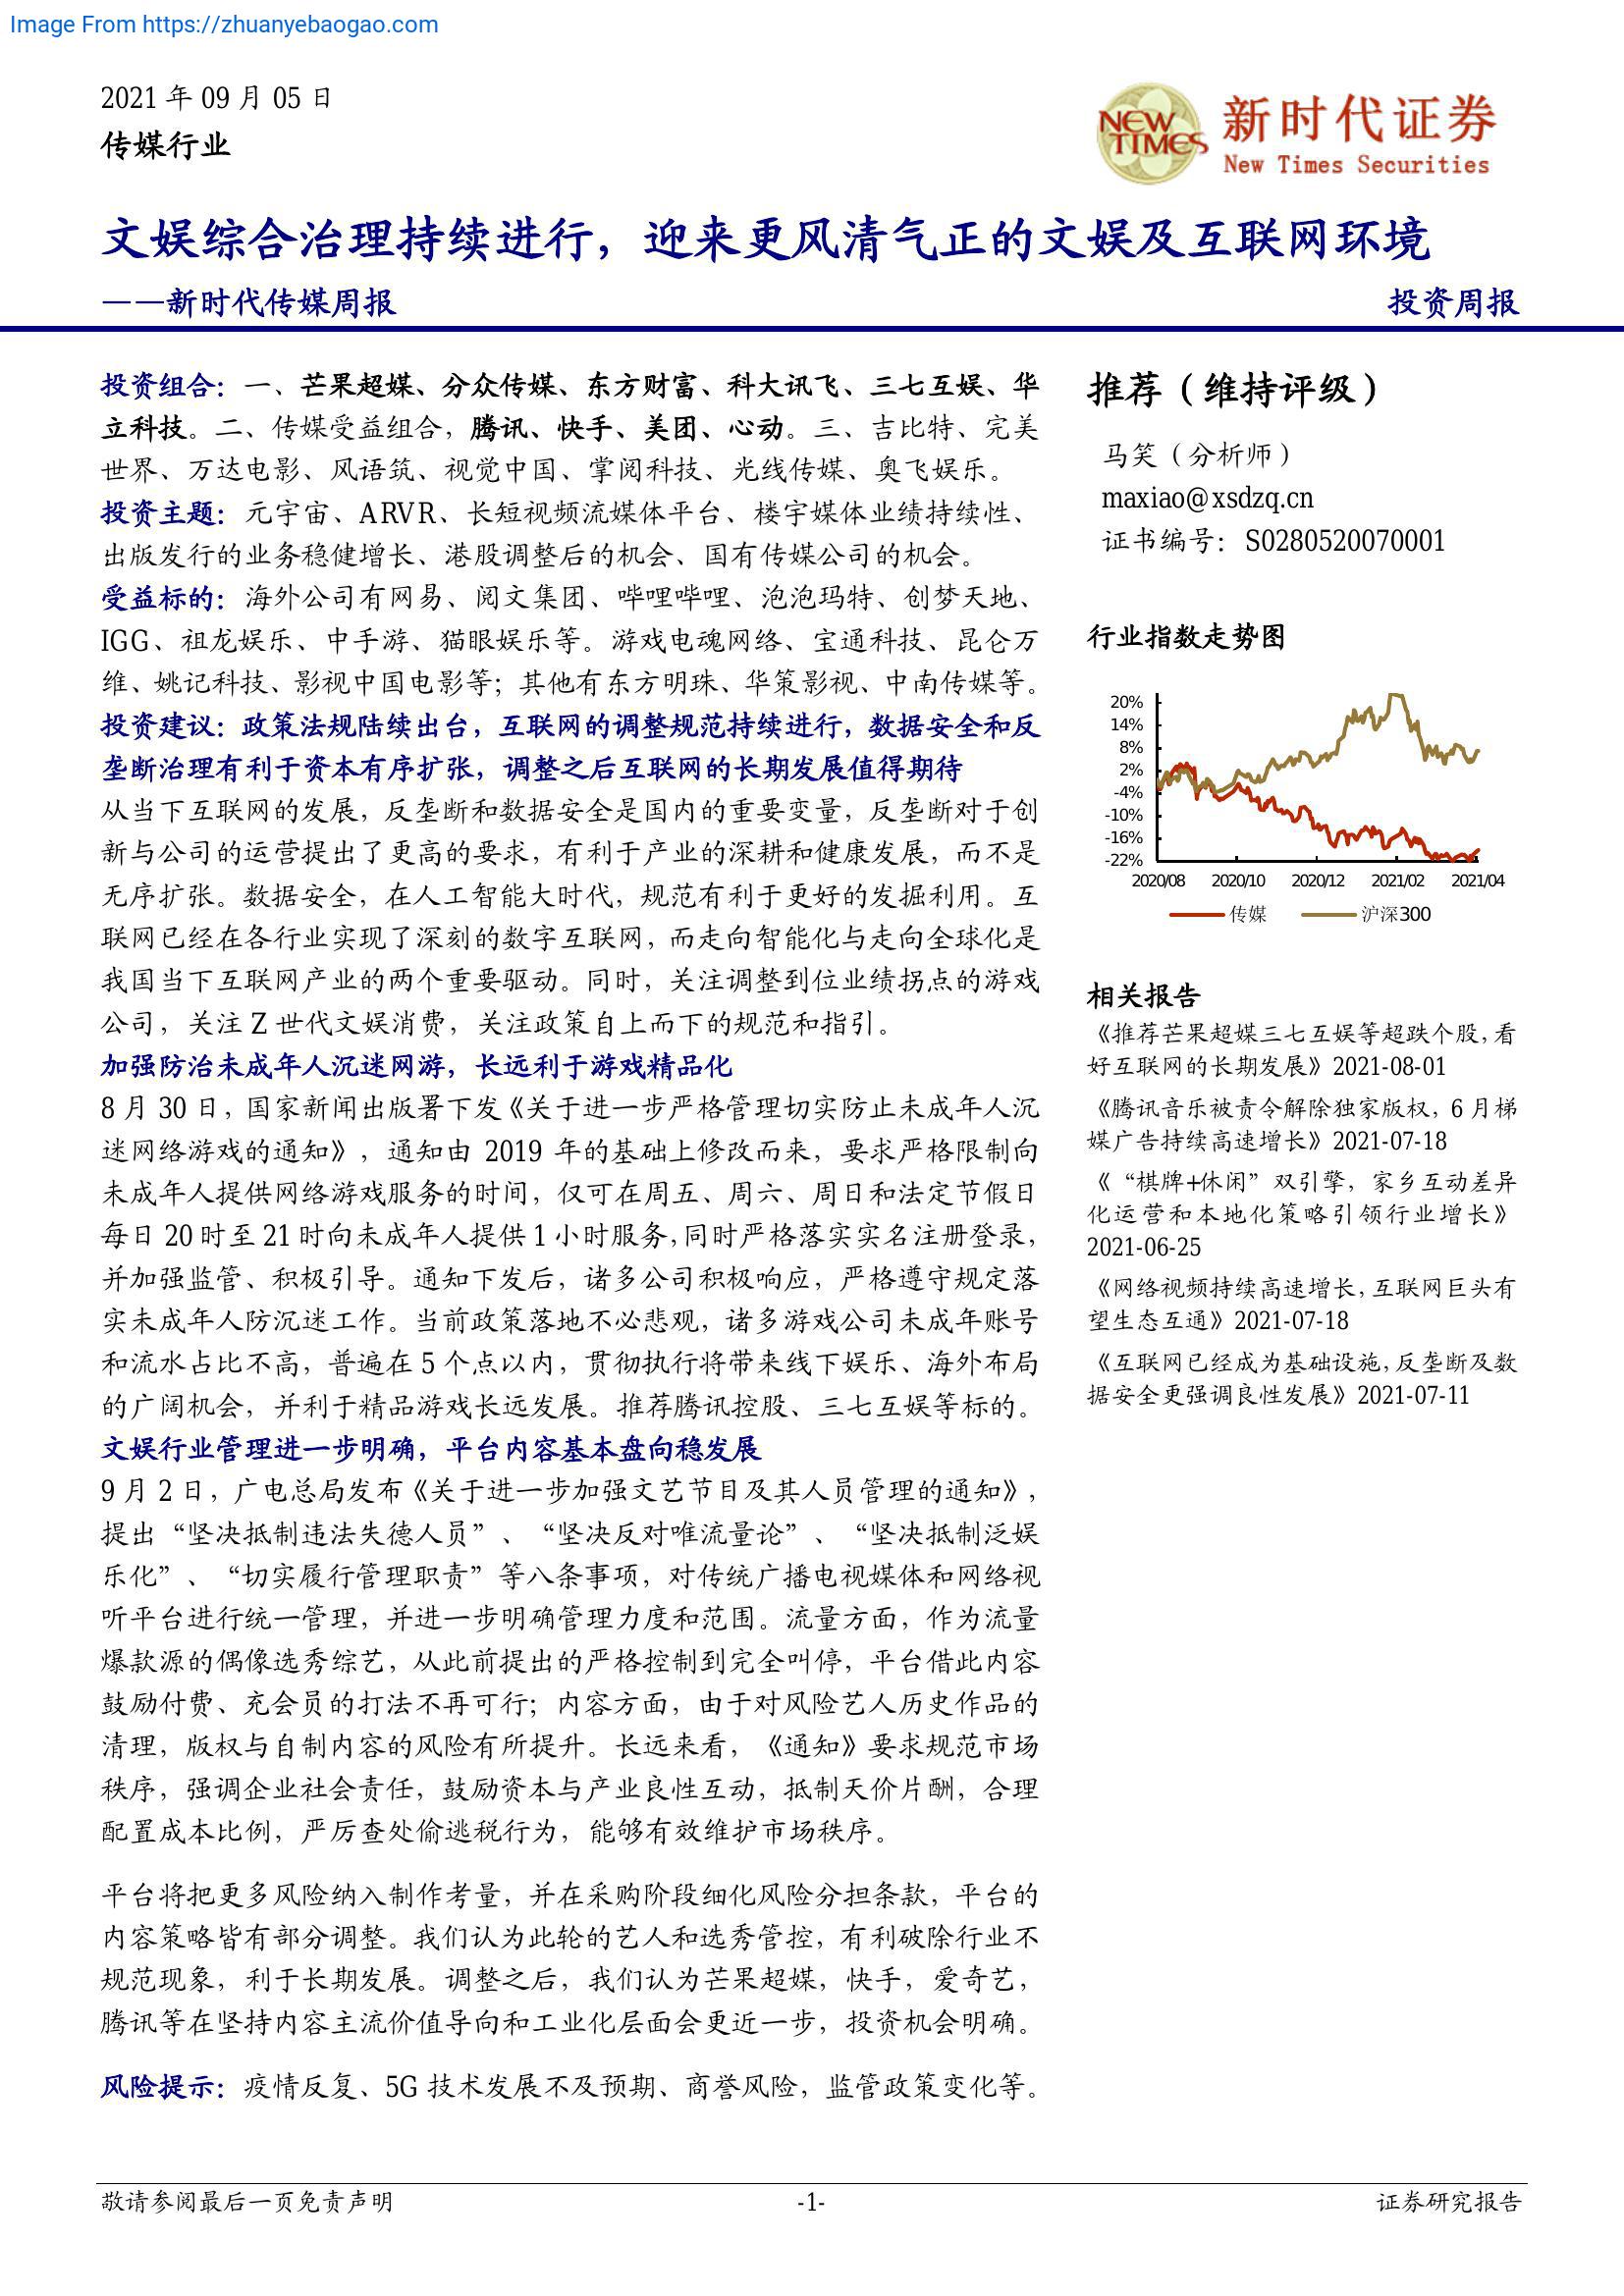 Image From https://zhuanyebaogao.com
2021 年 09 月 05 日
传媒行业
NEW TIMES
新时代证券
New Times Securities
文娱综合治理持续进行，迎来更风清气正的文娱及互联网环境
——新时代传媒周报
投资周报
投资组合：一、芒果超媒、分众传媒、东方财富、科大讯飞、三七互娱、华
立科技。二、传媒受益组合，腾讯、快手、美团、心动。三、吉比特、完美
世界、万达电影、风语筑、视觉中国、掌阅科技、光线传媒、奥飞娱乐。
投资主题：元宇宙、ARVR、长短视频流媒体平台、楼宇媒体业绩持续性、
出版发行的业务稳健增长、港股调整后的机会、国有传媒公司的机会。
受益标的：海外公司有网易、阅文集团、哔哩哔哩、泡泡玛特、创梦天地、
IGG、祖龙娱乐、中手游、猫眼娱乐等。游戏电魂网络、宝通科技、昆仑万
维、姚记科技、影视中国电影等；其他有东方明珠、华策影视、中南传媒等。
投资建议：政策法规陆续出台，互联网的调整规范持续进行，数据安全和反
垄断治理有利于资本有序扩张，调整之后互联网的长期发展值得期待
从当下互联网的发展，反垄断和数据安全是国内的重要变量，反垄断对于创
新与公司的运营提出了更高的要求，有利于产业的深耕和健康发展，而不是
无序扩张。数据安全，在人工智能大时代，规范有利于更好的发掘利用。互
联网已经在各行业实现了深刻的数字互联网，而走向智能化与走向全球化是
我国当下互联网产业的两个重要驱动。同时，关注调整到位业绩拐点的游戏
公司，关注 Z 世代文娱消费，关注政策自上而下的规范和指引。
加强防治未成年人沉迷网游，长远利于游戏精品化
8 月 30 日，国家新闻出版署下发《关于进一步严格管理切实防止未成年人沉
迷网络游戏的通知》，通知由 2019 年的基础上修改而来，要求严格限制向
未成年人提供网络游戏服务的时间，仅可在周五、周六、周日和法定节假日
每日 20 时至 21 时向未成年人提供 1 小时服务，同时严格落实实名注册登录，
并加强监管、积极引导。通知下发后，诸多公司积极响应，严格遵守规定落
实未成年人防沉迷工作。当前政策落地不必悲观，诸多游戏公司未成年账号
和流水占比不高，普遍在 5 个点以内，贯彻执行将带来线下娱乐、海外布局
的广阔机会，并利于精品游戏长远发展。推荐腾讯控股、三七互娱等标的。
文娱行业管理进一步明确，平台内容基本盘向稳发展
9 月 2 日，广电总局发布《关于进一步加强文艺节目及其人员管理的通知》，
提出“坚决抵制违法失德人员”、“坚决反对唯流量论”、“坚决抵制泛娱
乐化”、“切实履行管理职责”等八条事项，对传统广播电视媒体和网络视
听平台进行统一管理，并进一步明确管理力度和范围。流量方面，作为流量
爆款源的偶像选秀综艺，从此前提出的严格控制到完全叫停，平台借此内容
鼓励付费、充会员的打法不再可行；内容方面，由于对风险艺人历史作品的
清理，版权与自制内容的风险有所提升。长远来看，《通知》要求规范市场
秩序，强调企业社会责任，鼓励资本与产业良性互动，抵制天价片酬，合理
配置成本比例，严厉查处偷逃税行为，能够有效维护市场秩序。
平台将把更多风险纳入制作考量，并在采购阶段细化风险分担条款，平台的
内容策略皆有部分调整。我们认为此轮的艺人和选秀管控，有利破除行业不
规范现象，利于长期发展。调整之后，我们认为芒果超媒，快手，爱奇艺，
腾讯等在坚持内容主流价值导向和工业化层面会更近一步，投资机会明确。
风险提示：疫情反复、5G 技术发展不及预期、商誉风险，监管政策变化等。
推荐（维持评级）
马笑（分析师）
maxiao@xsdzq.cn
证书编号：S0280520070001
行业指数走势图
20%
14%
8%
2%
-4%
-10%
-16%
-22%
2020/08 2020/10 2020/12 2021/02 2021/04
传媒 沪深300
相关报告
《推荐芒果超媒三七互娱等超跌个股，看
好互联网的长期发展》2021-08-01
《腾讯音乐被责令解除独家版权，6 月梯
媒广告持续高速增长》2021-07-18
《“棋牌+休闲”双引擎，家乡互动差异
化运营和本地化策略引领行业增长》
2021-06-25
《网络视频持续高速增长，互联网巨头有
望生态互通》2021-07-18
《互联网已经成为基础设施，反垄断及数
据安全更强调良性发展》2021-07-11
敬请参阅最后一页免责声明
-1-
证券研究报告